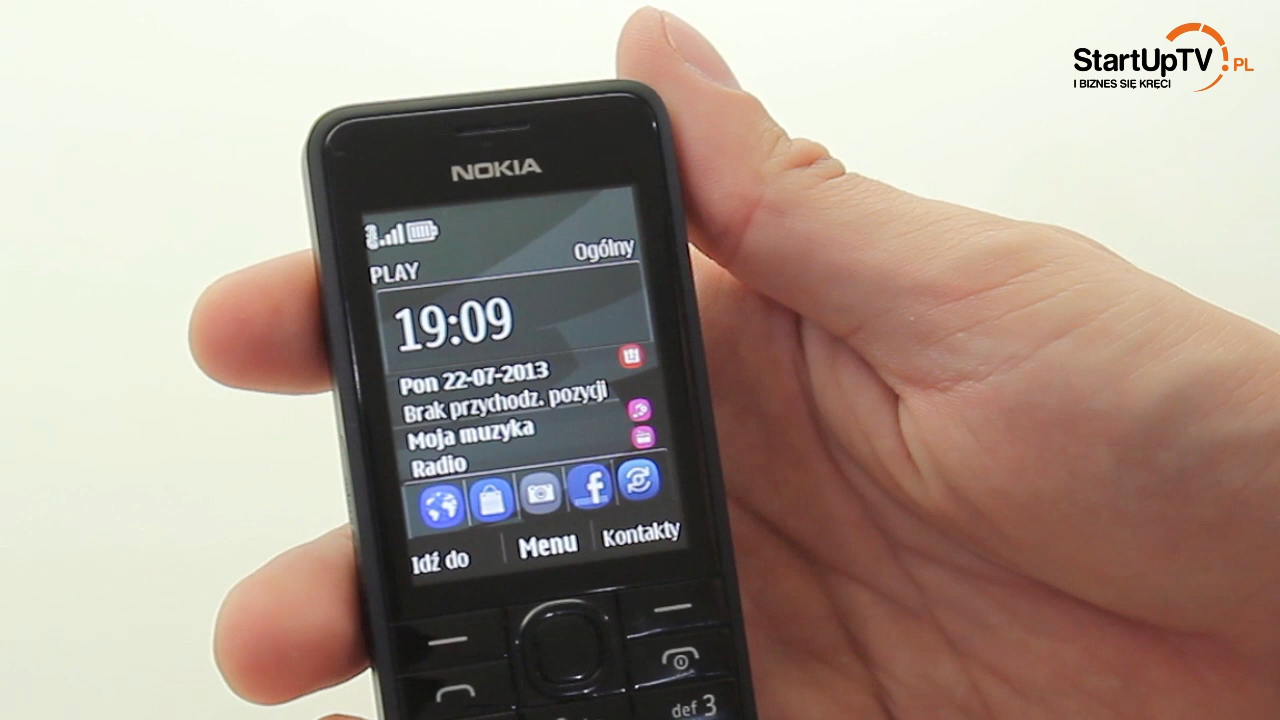 StartUpTV.PL
I BIZNES SIĘ KRĘCI
NOKIA
Ogólny
PLAY
19:09
Pon 22-07-2013
Brak przychodz. pozycji
Moja muzyka
Radio
Idź do
Menu
Kontakty
def 3